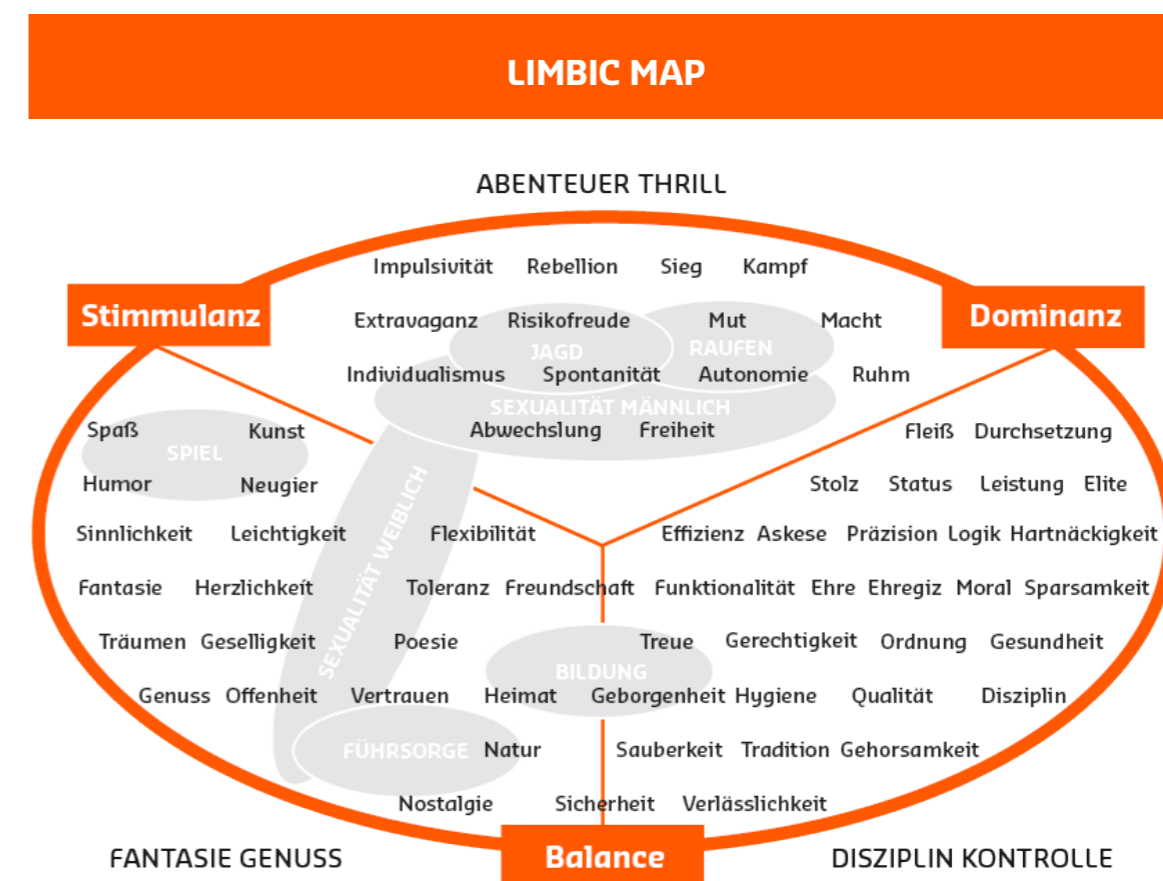 LIMBIC MAP
ABENTEUER THRILL
Impulsivität Rebellion Sieg Kampf
Stimmulanz Dominanz
Extravaganz Risikofreude Mut Macht
JAGD RAUFEN
Individualismus Spontanität Autonomie Ruhm
SEXUALITÄT MÄNNLICH
Spaß Kunst Abwechslung Freiheit Fleiß Durchsetzung
SPIEL
Humor Neugier Stolz Status Leistung Elite
SEXUALITÄT WEIBLICH
Sinnlichkeit Leichtigkeit Flexibilität Effizienz Askese Präzision Logik Hartnäckigkeit
Fantasie Herzlichkeit Toleranz Freundschaft Funktionalität Ehre Ehregiz Moral Sparsamkeit
Träumen Geselligkeit Poesie Treue Gerechtigkeit Ordnung Gesundheit
BILDUNG
Genuss Offenheit Vertrauen Heimat Geborgenheit Hygiene Qualität Disziplin
FÜHRSORGE Natur Sauberkeit Tradition Gehorsamkeit
Nostalgie Sicherheit Verlässlichkeit
FANTASIE GENUSS Balance DISZIPLIN KONTROLLE